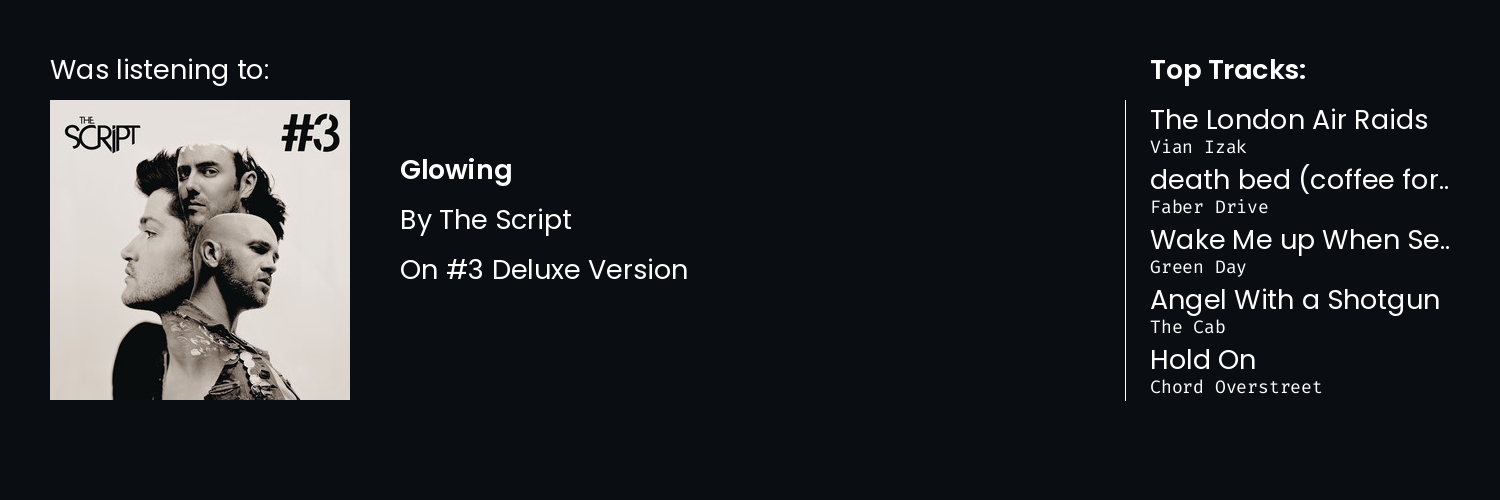 Was listening to:
THE
SCRIPT
#3
Glowing
By The Script
On #3 Deluxe Version
Top Tracks:
The London Air Raids
Vian Izak
death bed (coffee for..
Faber Drive
Wake Me up When Se..
Green Day
Angel With a Shotgun
The Cab
Hold On
Chord Overstreet